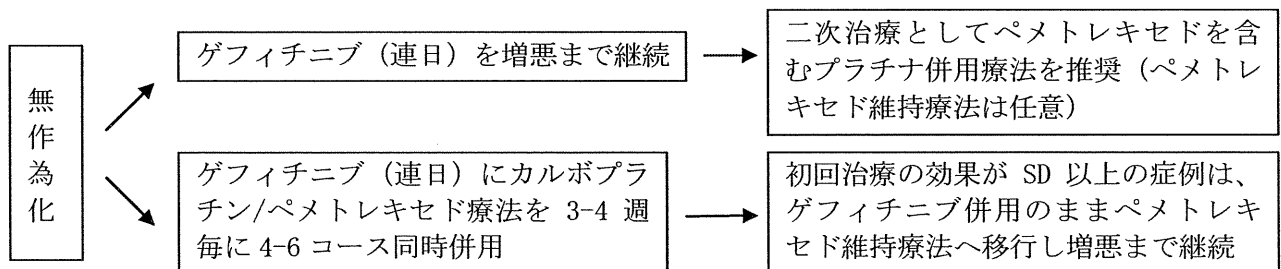 無作為化
ゲフィチニブ（連日）を増悪まで継続
二次治療としてペメトレキセドを含
むプラチナ併用療法を推奨（ペメトレ
キセド維持療法は任意）
ゲフィチニブ（連日）にカルボプラ
チン/ペメトレキセド療法を 3-4 週
毎に 4-6 コース同時併用
初回治療の効果が SD 以上の症例は、
ゲフィチニブ併用のままペメトレキ
セド維持療法へ移行し増悪まで継続